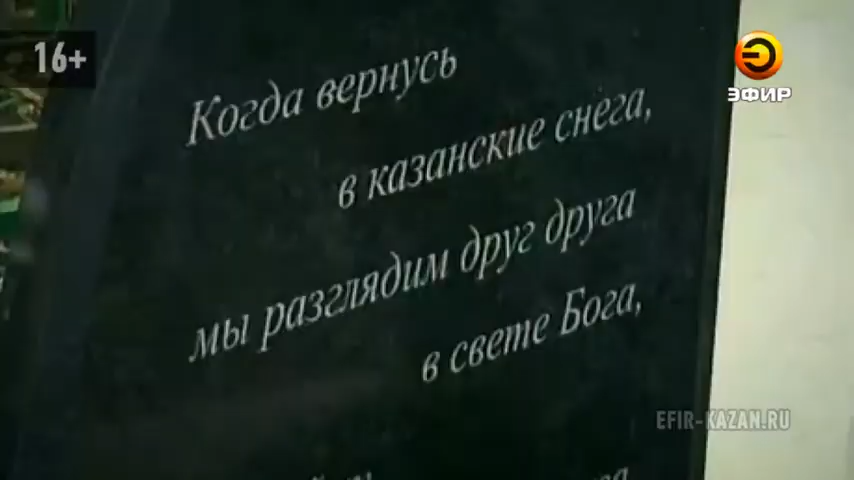 16+
Э
ЭФИР
Когда вернусь
в казанские снега,
мы разглядим друг друга
в свете Бога,
EFIR-KAZAN.RU